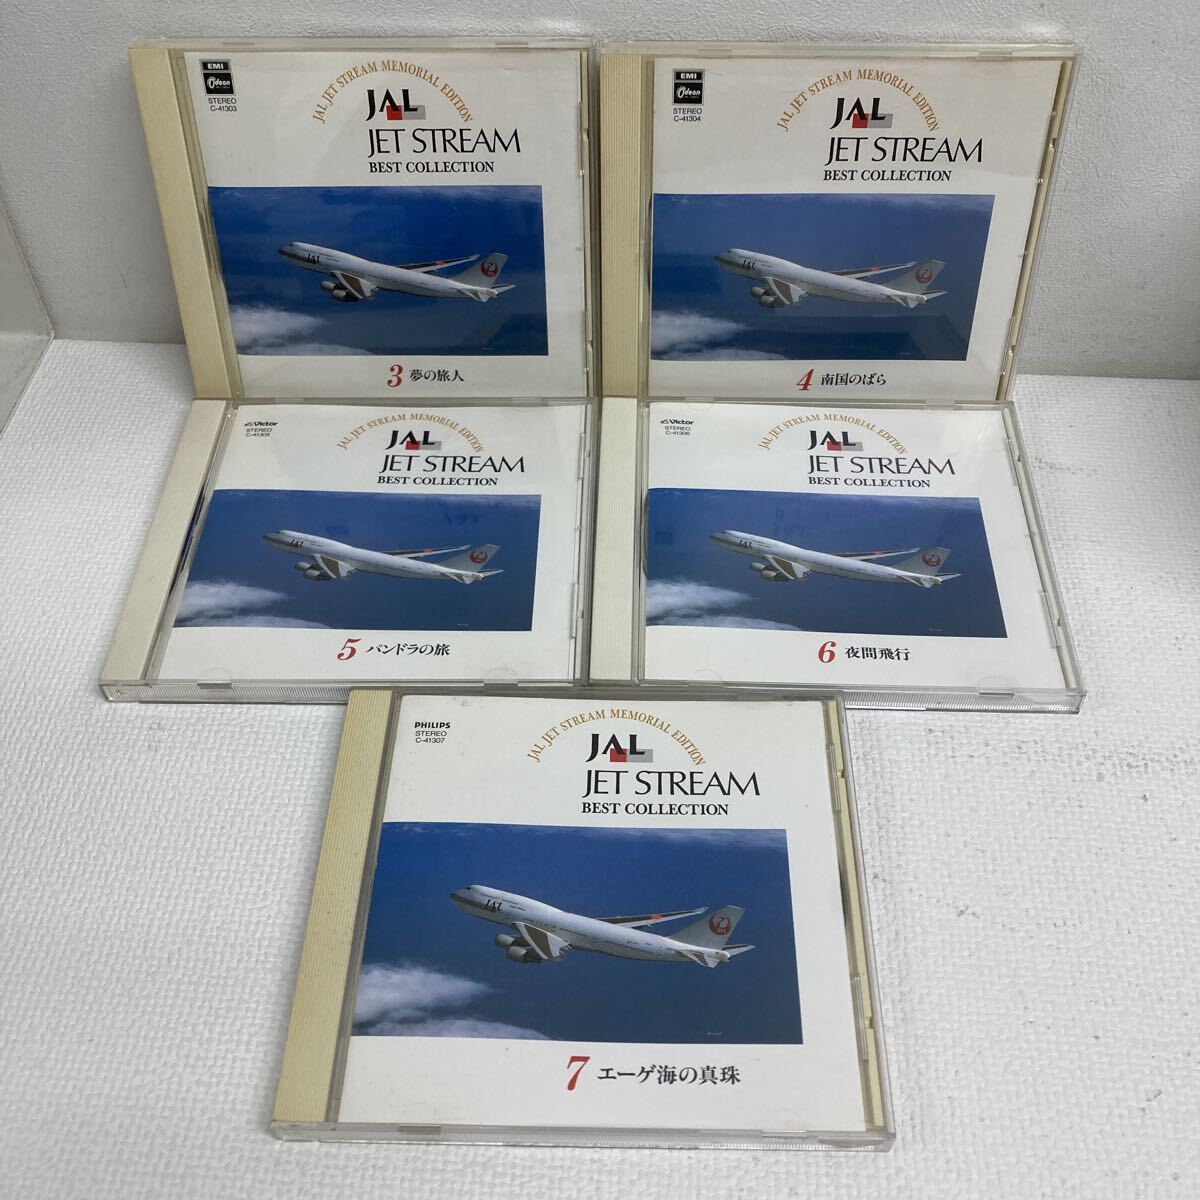 EMI
Odeon
STEREO
C-41303
JAL JET STREAM MEMORIAL EDITION
JAL
JET STREAM
BEST COLLECTION
JAL
3 夢の旅人
EMI
Odeon
STEREO
C-41304
JAL JET STREAM MEMORIAL EDITION
JAL
JET STREAM
BEST COLLECTION
JAL
4 南国のばら
Victor
STEREO
C-41305
JAL JET STREAM MEMORIAL EDITION
JAL
JET STREAM
BEST COLLECTION
JAL
5 パンドラの旅
Victor
STEREO
C-41306
JAL JET STREAM MEMORIAL EDITION
JAL
JET STREAM
BEST COLLECTION
JAL
6 夜間飛行
PHILIPS
STEREO
C-41307
JAL JET STREAM MEMORIAL EDITION
JAL
JET STREAM
BEST COLLECTION
JAL
7 エーゲ海の真珠